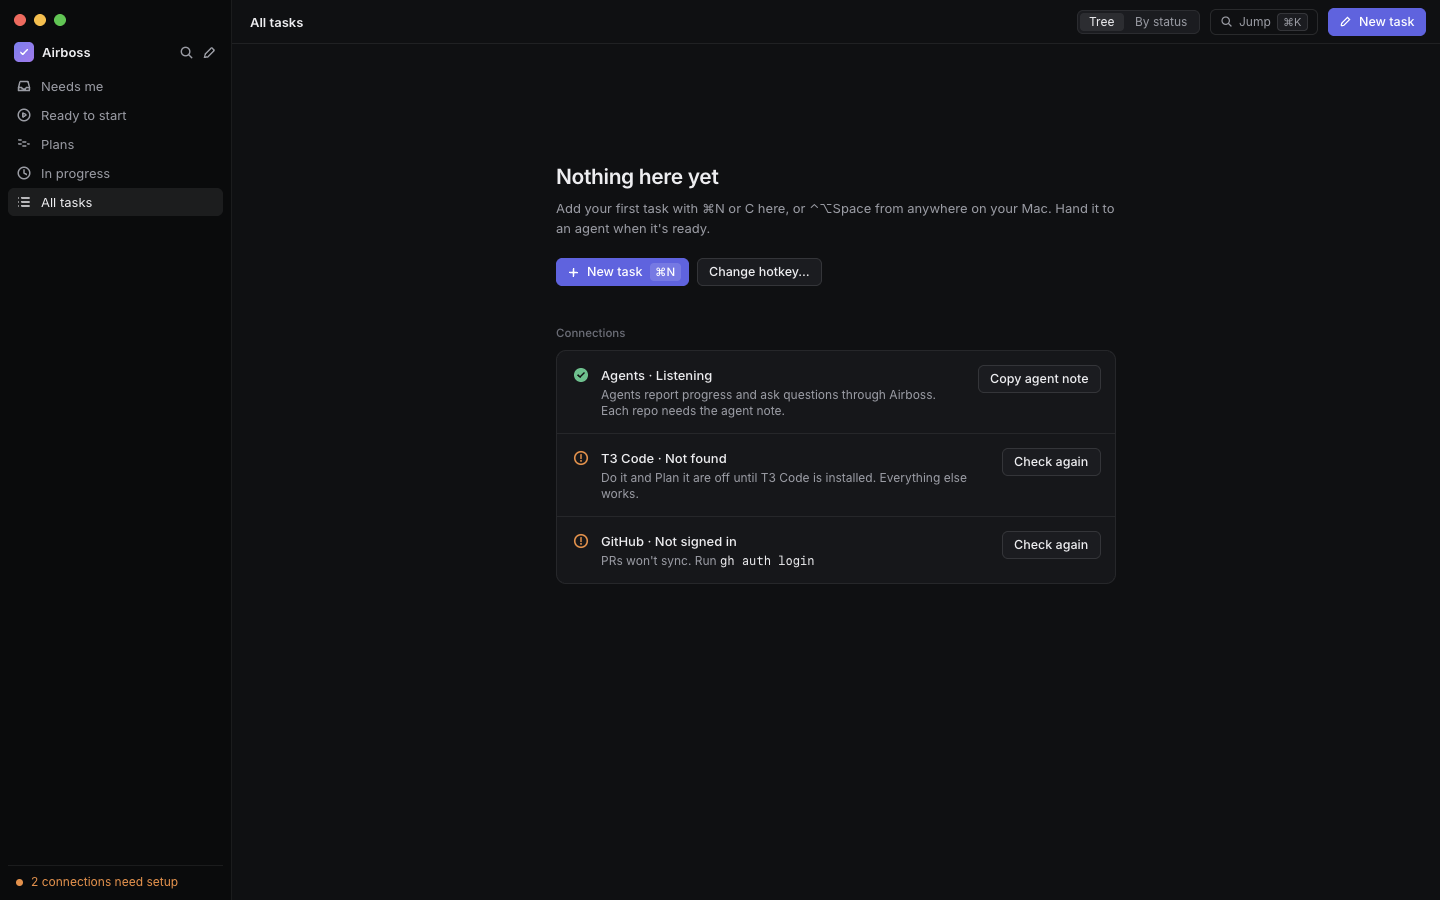 Airboss
Needs me
Ready to start
Plans
In progress
All tasks
2 connections need setup
All tasks
Tree
By status
Jump ⌘K
New task
Nothing here yet
Add your first task with ⌘N or C here, or ^⌥Space from anywhere on your Mac. Hand it to
an agent when it's ready.
New task ⌘N
Change hotkey...
Connections
Agents · Listening
Agents report progress and ask questions through Airboss.
Each repo needs the agent note.
Copy agent note
T3 Code · Not found
Do it and Plan it are off until T3 Code is installed. Everything else
works.
Check again
GitHub · Not signed in
PRs won't sync. Run gh auth login
Check again